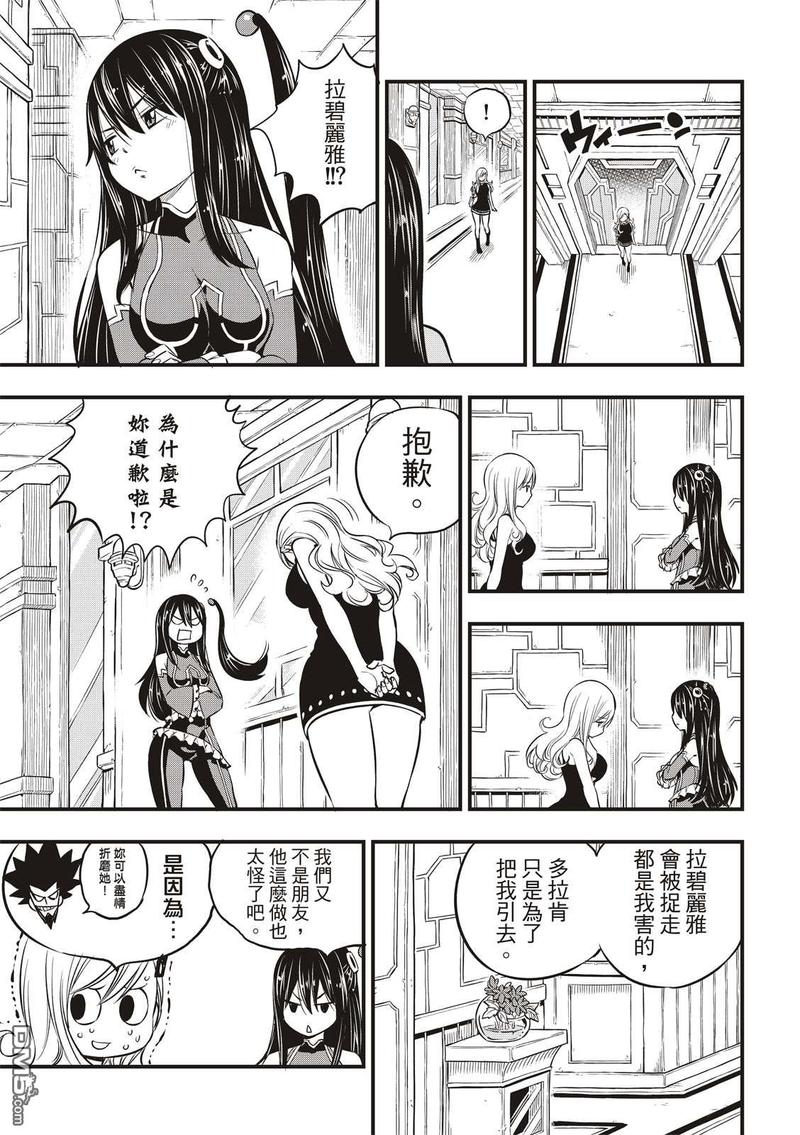 ウィーン
！
拉碧麗雅
!!?
抱歉。
為什麼是
妳道歉啦!?
拉碧麗雅
會被捉走
都是我害的，
多拉肯
只是為了
把我引去。
我們又
不是朋友，
他這麼做也
太怪了吧。
是因為…
妳可以盡情
折磨她！
DM5.com